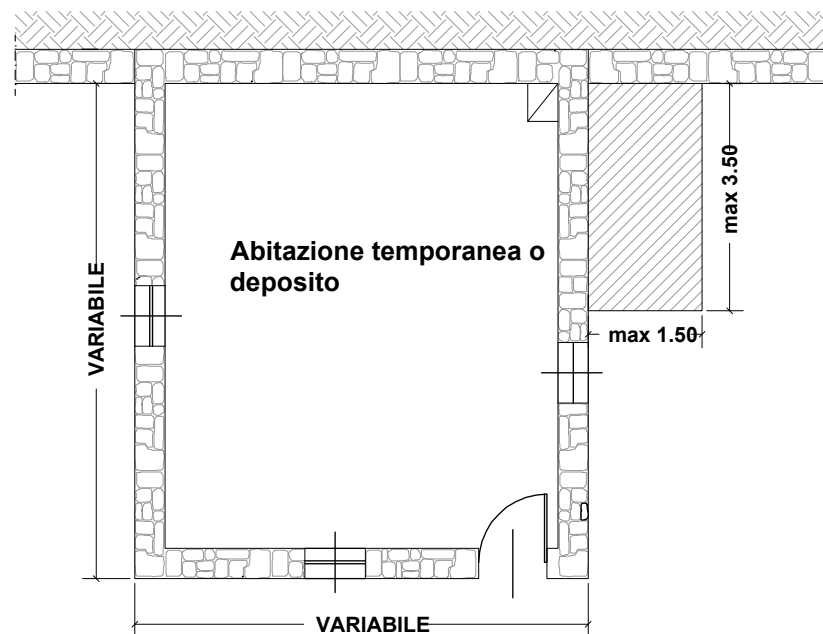 Abitazione temporanea o
deposito
VARIABILE
max 3.50
max 1.50
VARIABILE